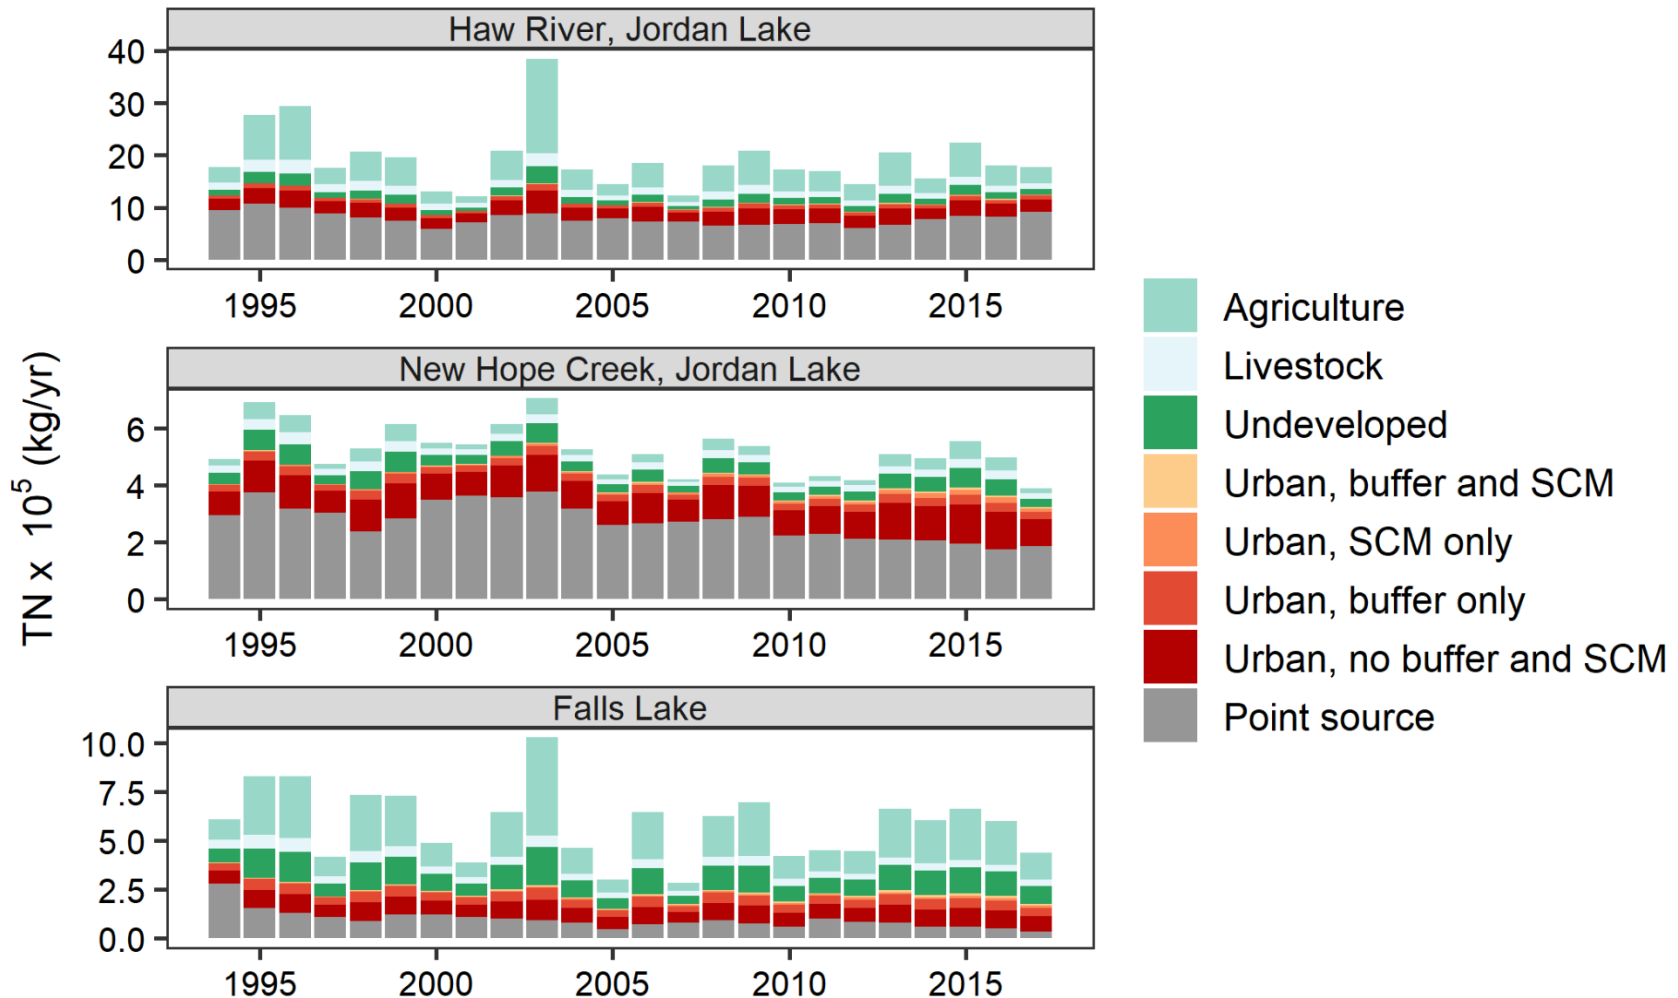 Haw River, Jordan Lake
40
30
20
10
0
1995 2000 2005 2010 2015
New Hope Creek, Jordan Lake
6
4
2
0
1995 2000 2005 2010 2015
Falls Lake
10.0
7.5
5.0
2.5
0.0
1995 2000 2005 2010 2015
TN x 10⁵ (kg/yr)
Agriculture
Livestock
Undeveloped
Urban, buffer and SCM
Urban, SCM only
Urban, buffer only
Urban, no buffer and SCM
Point source